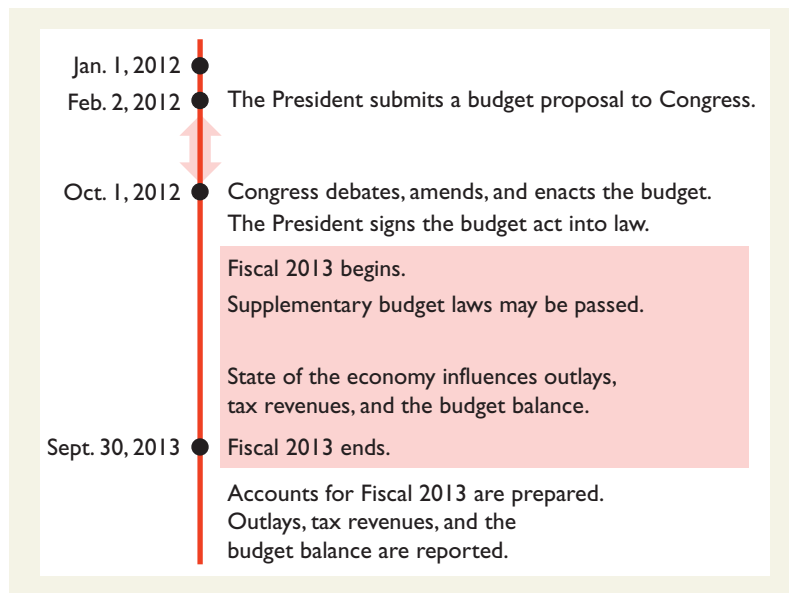 Jan. 1, 2012
Feb. 2, 2012
The President submits a budget proposal to Congress.
Oct. 1, 2012
Congress debates, amends, and enacts the budget.
The President signs the budget act into law.
Fiscal 2013 begins.
Supplementary budget laws may be passed.
State of the economy influences outlays,
tax revenues, and the budget balance.
Sept. 30, 2013
Fiscal 2013 ends.
Accounts for Fiscal 2013 are prepared.
Outlays, tax revenues, and the
budget balance are reported.